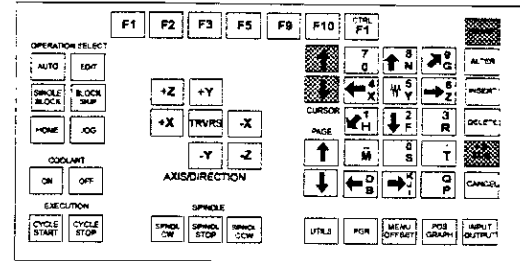 F1 F2 F3 F5 F9 F10 CTRL F1
OPERATION SELECT
AUTO EDIT
SINGLE BLOCK BLOCK SKIP
HOME JOG
COOLANT
ON OFF
EXECUTION
CYCLE START CYCLE STOP
+Z +Y
+X TRVRS -X
-Y -Z
AXIS/DIRECTION
SPINDLE
SPINDL CW SPINDL STOP SPINDL CCW
7 8 N 9 G ALTER
4 X 5 Y 6 Z INSERT
CURSOR
1 H 2 F 3 R DELETE
PAGE
M 0 S . T
D B K I Q P CANCEL
UTILS PGR MENU OFFSET POS GRAPH INPUT OUTPUT